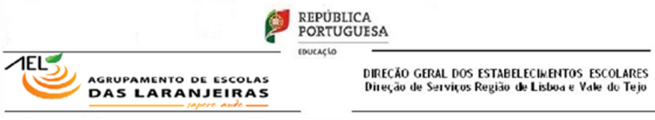 REPÚBLICA
PORTUGUESA
EDUCAÇÃO
AEL
AGRUPAMENTO DE ESCOLAS
DAS LARANJEIRAS
sapere aude
DIREÇÃO GERAL DOS ESTABELECIMENTOS ESCOLARES
Direção de Serviços Região de Lisboa e Vale do Tejo